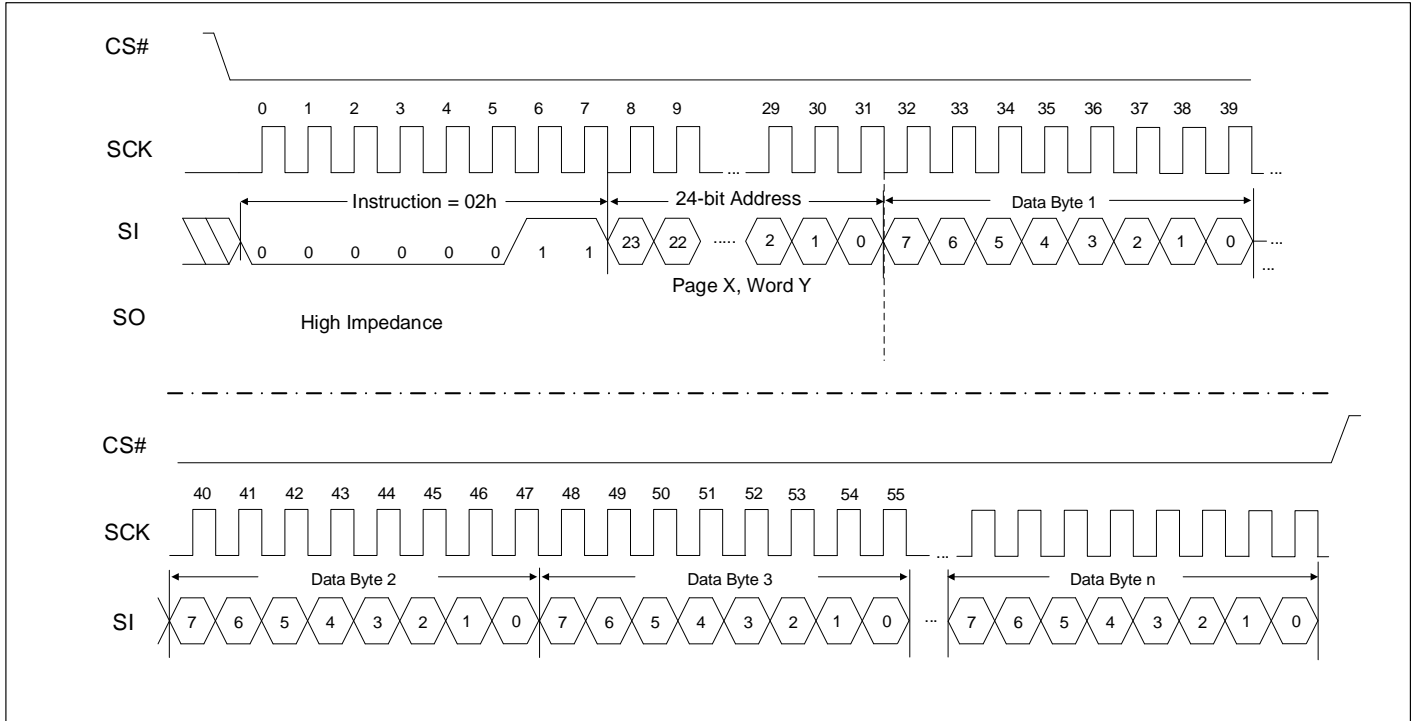 CS#
0 1 2 3 4 5 6 7 8 9 29 30 31 32 33 34 35 36 37 38 39
SCK ... ...
Instruction = 02h 24-bit Address Data Byte 1
SI 0 0 0 0 0 0 1 1 23 22 ..... 2 1 0 7 6 5 4 3 2 1 0 ...
...
Page X, Word Y
SO High Impedance
CS#
40 41 42 43 44 45 46 47 48 49 50 51 52 53 54 55
SCK ...
Data Byte 2 Data Byte 3 Data Byte n
SI 7 6 5 4 3 2 1 0 7 6 5 4 3 2 1 0 ... 7 6 5 4 3 2 1 0